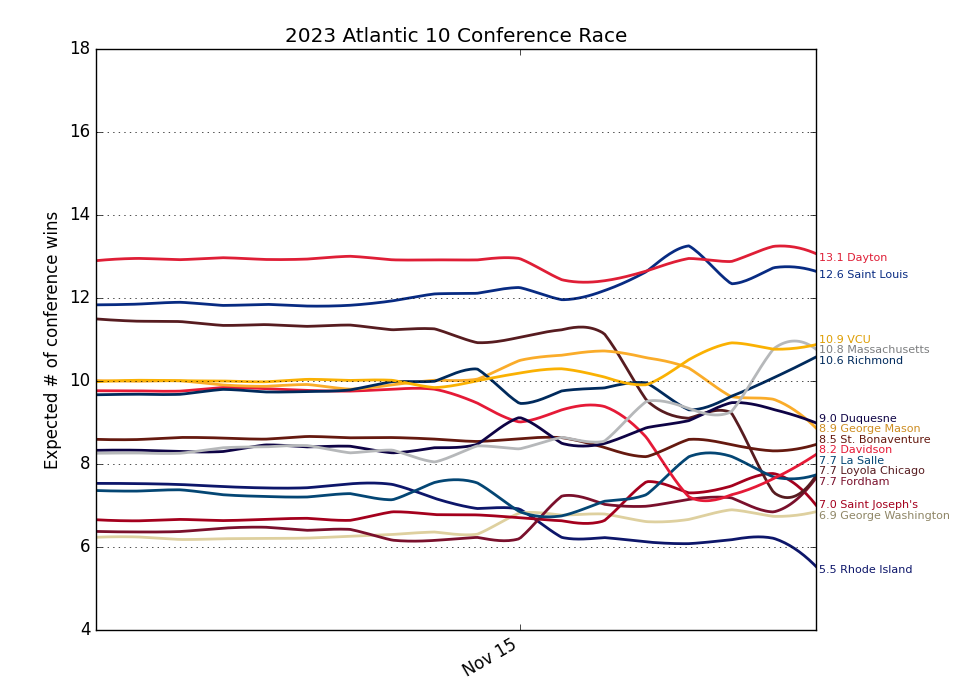 2023 Atlantic 10 Conference Race
Expected # of conference wins
18
16
14
12
10
8
6
4
Nov 15
13.1 Dayton
12.6 Saint Louis
10.9 VCU
10.8 Massachusetts
10.6 Richmond
9.0 Duquesne
8.9 George Mason
8.5 St. Bonaventure
8.2 Davidson
7.7 La Salle
7.7 Loyola Chicago
7.7 Fordham
7.0 Saint Joseph's
6.9 George Washington
5.5 Rhode Island